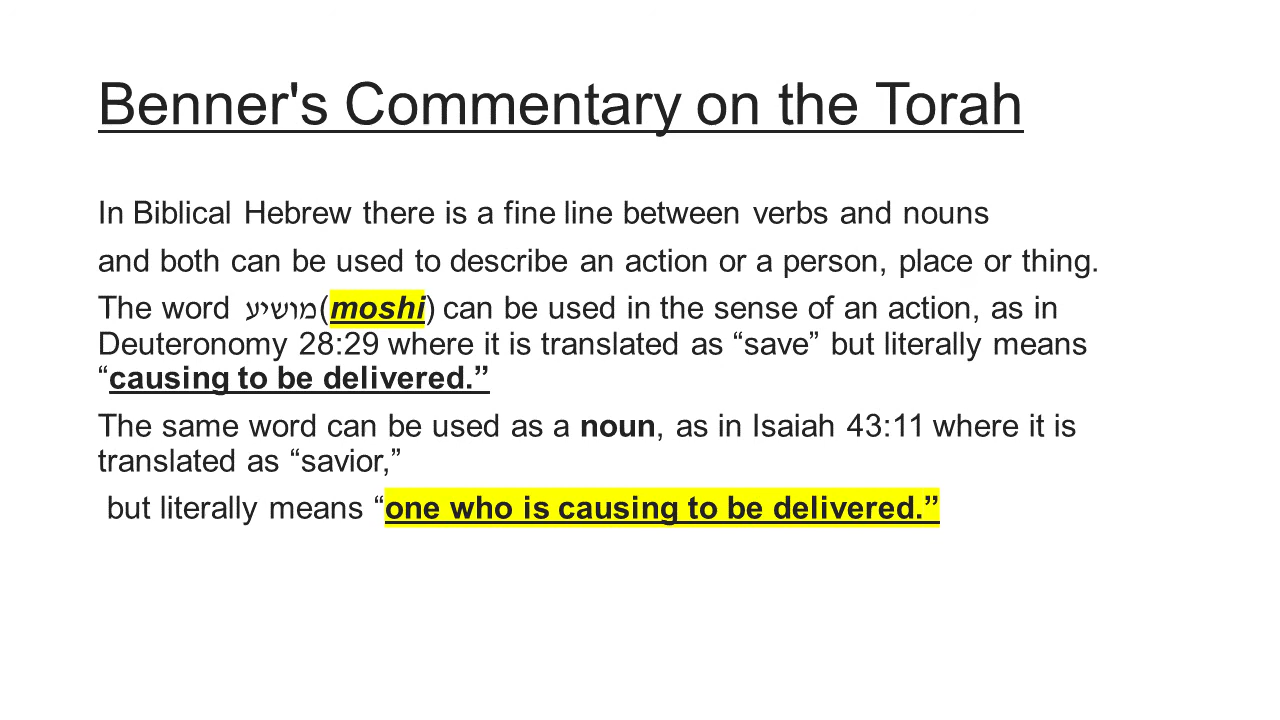 Benner's Commentary on the Torah
In Biblical Hebrew there is a fine line between verbs and nouns
and both can be used to describe an action or a person, place or thing.
The word מושיע (moshi) can be used in the sense of an action, as in
Deuteronomy 28:29 where it is translated as “save” but literally means
“causing to be delivered.”
The same word can be used as a noun, as in Isaiah 43:11 where it is
translated as “savior,”
but literally means “one who is causing to be delivered.”